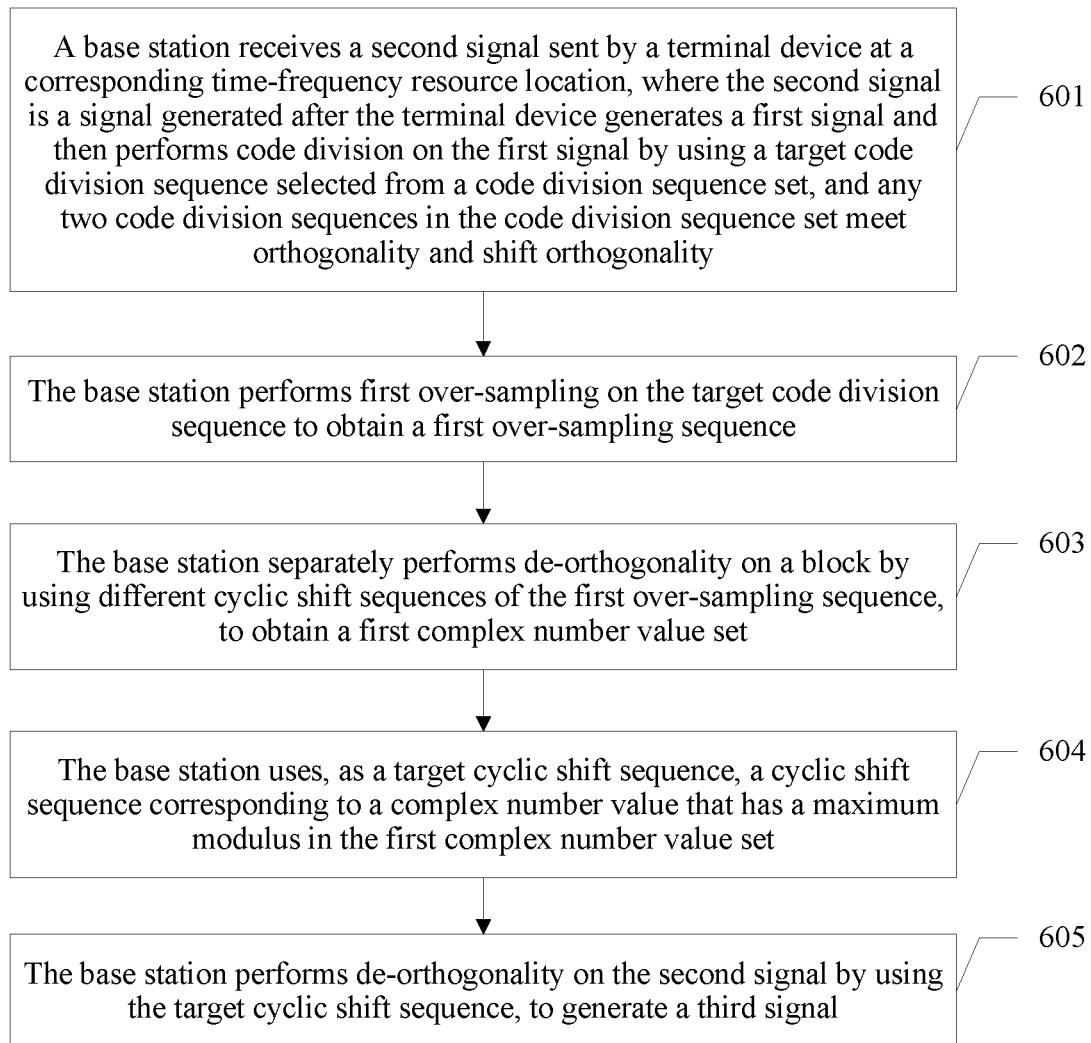 A base station receives a second signal sent by a terminal device at a
corresponding time-frequency resource location, where the second signal
is a signal generated after the terminal device generates a first signal and
then performs code division on the first signal by using a target code
division sequence selected from a code division sequence set, and any
two code division sequences in the code division sequence set meet
orthogonality and shift orthogonality
601
The base station performs first over-sampling on the target code division
sequence to obtain a first over-sampling sequence
602
The base station separately performs de-orthogonality on a block by
using different cyclic shift sequences of the first over-sampling sequence,
to obtain a first complex number value set
603
The base station uses, as a target cyclic shift sequence, a cyclic shift
sequence corresponding to a complex number value that has a maximum
modulus in the first complex number value set
604
The base station performs de-orthogonality on the second signal by using
the target cyclic shift sequence, to generate a third signal
605